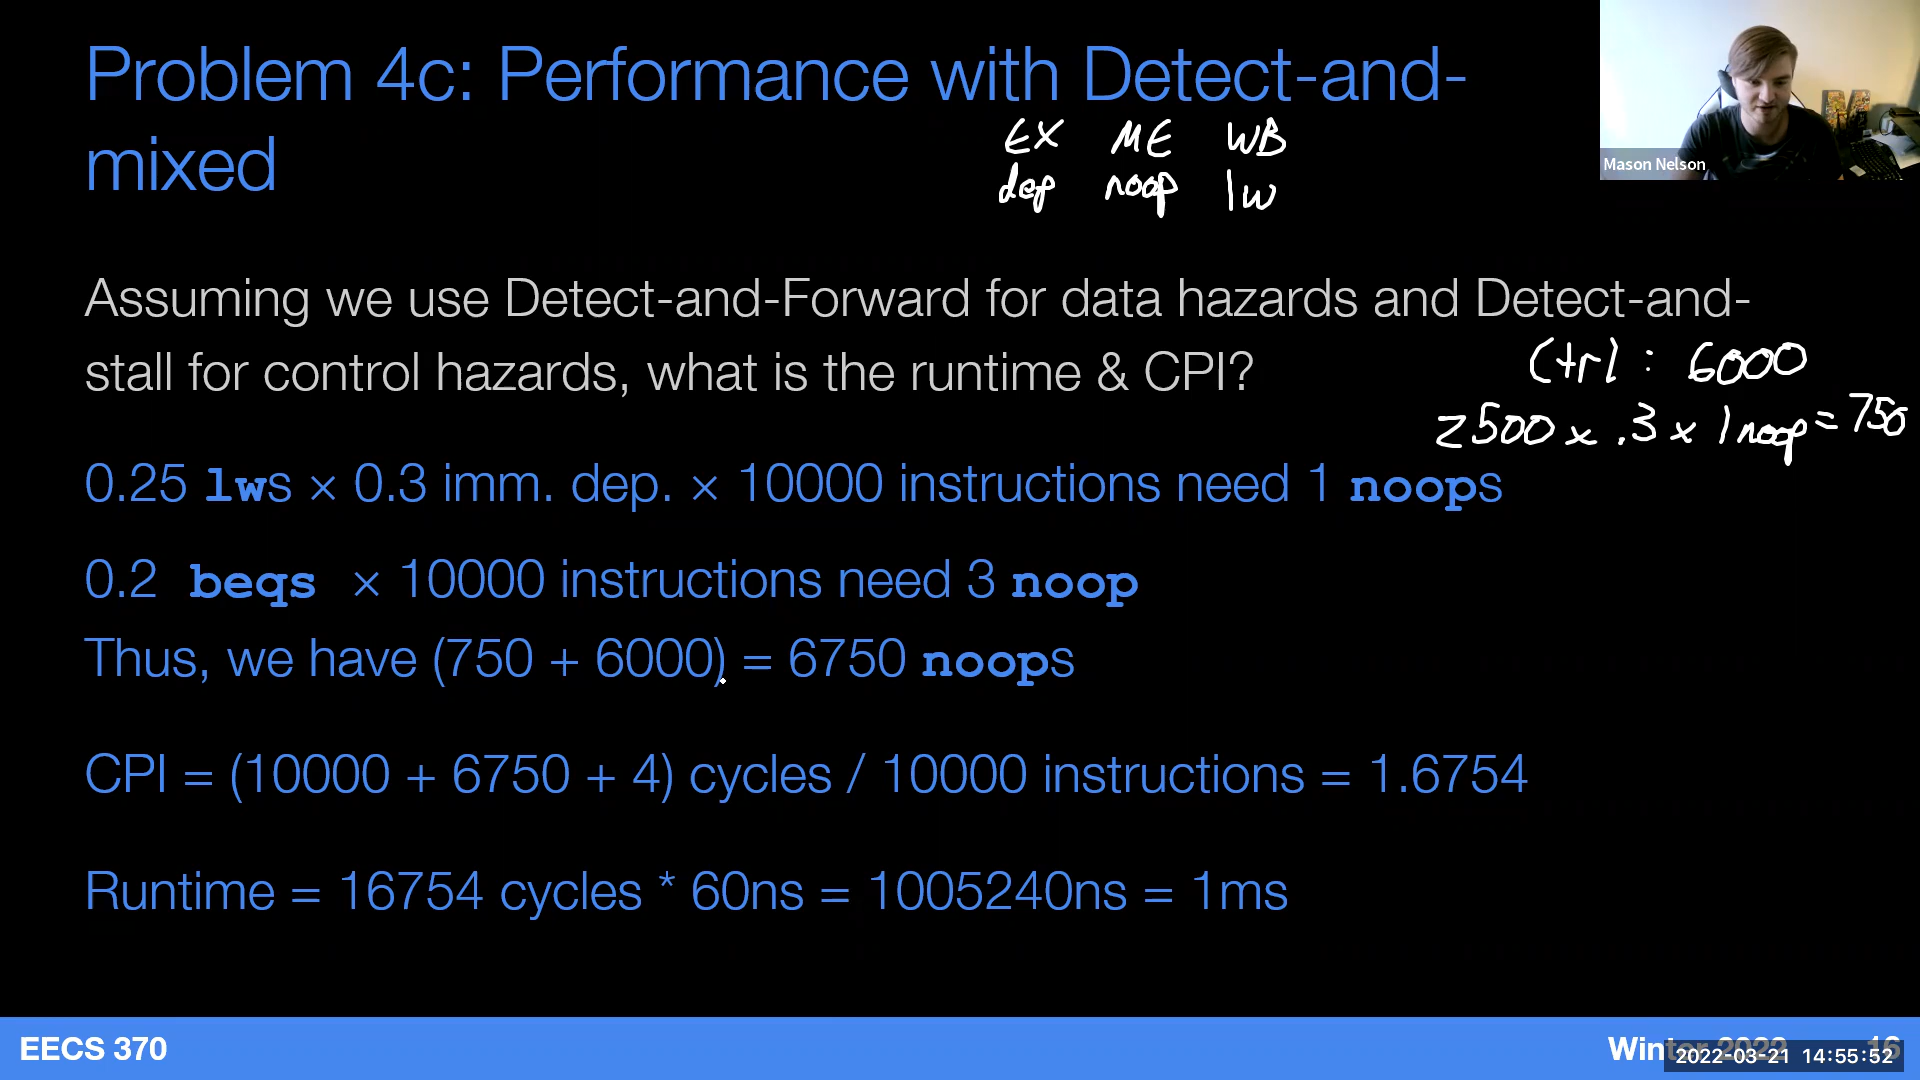 Problem 4c: Performance with Detect-and-
mixed
EX ME WB
dep noop lw
Mason Nelson
Assuming we use Detect-and-Forward for data hazards and Detect-and-
stall for control hazards, what is the runtime & CPI?
Ctrl : 6000
2500 x .3 x 1 noop = 750
0.25 lws × 0.3 imm. dep. × 10000 instructions need 1 noops
0.2 beqs × 10000 instructions need 3 noop
Thus, we have (750 + 6000) = 6750 noops
CPI = (10000 + 6750 + 4) cycles / 10000 instructions = 1.6754
Runtime = 16754 cycles * 60ns = 1005240ns = 1ms
EECS 370
Winter 2022 16
2022-03-21 14:55:52